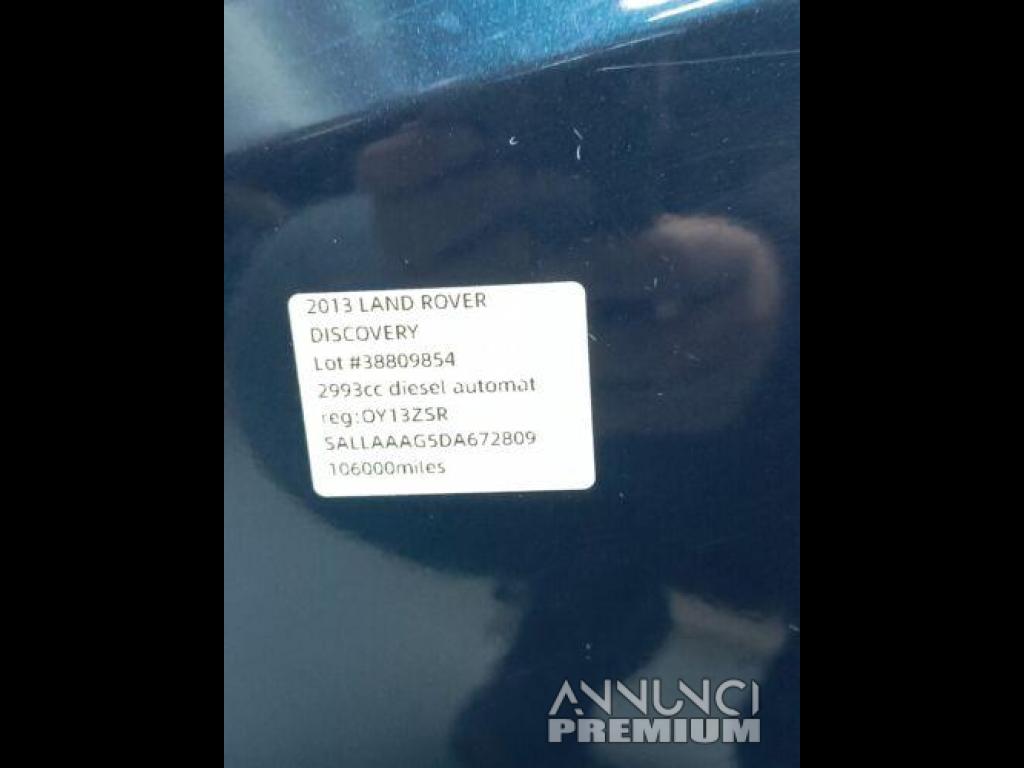 2013 LAND ROVER
DISCOVERY
Lot #38809854
2993cc diesel automat
reg:OY13ZSR
SALLAAAG5DA672809
106000miles
ANNUNCI
PREMIUM